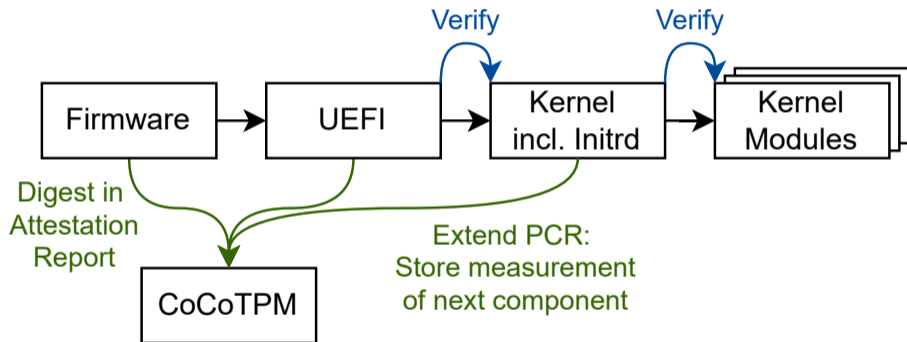 Verify
Verify
Firmware
UEFI
Kernel
incl. Initrd
Kernel
Modules
Digest in
Attestation
Report
Extend PCR:
Store measurement
of next component
CoCoTPM